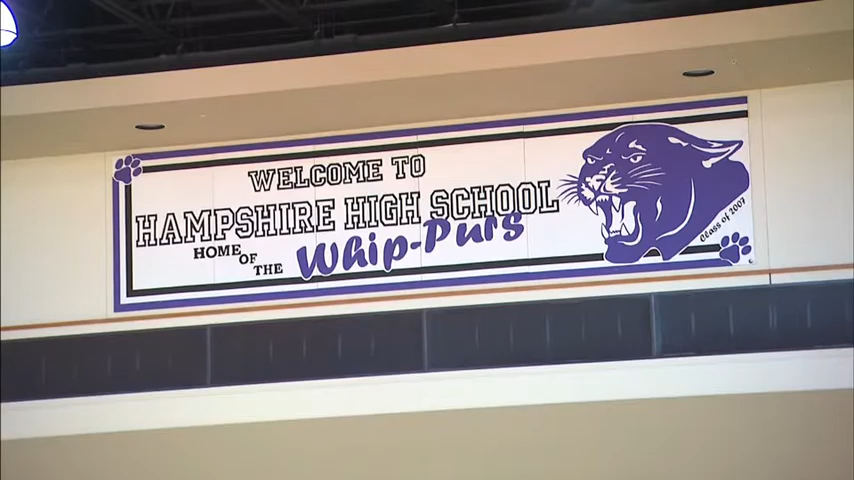 WELCOME TO
HAMPSHIRE HIGH SCHOOL
HOME OF THE Whip-Purs
Class of 2007